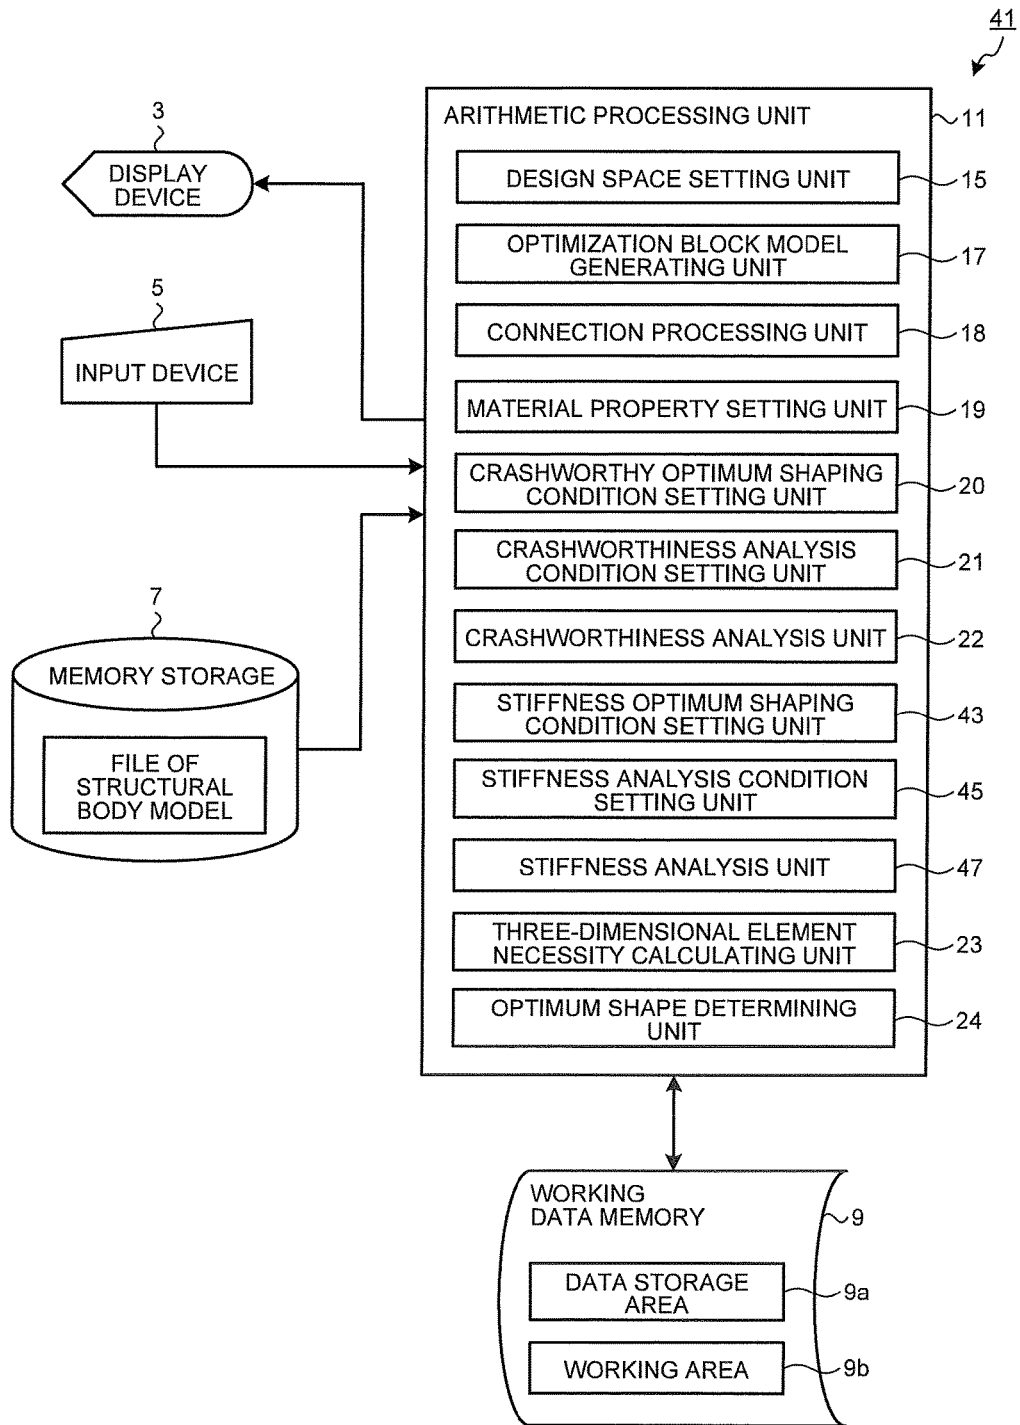 41
3
DISPLAY
DEVICE
5
INPUT DEVICE
7
MEMORY STORAGE
FILE OF
STRUCTURAL
BODY MODEL
ARITHMETIC PROCESSING UNIT
11
DESIGN SPACE SETTING UNIT
15
OPTIMIZATION BLOCK MODEL
GENERATING UNIT
17
CONNECTION PROCESSING UNIT
18
MATERIAL PROPERTY SETTING UNIT
19
CRASHWORTHY OPTIMUM SHAPING
CONDITION SETTING UNIT
20
CRASHWORTHINESS ANALYSIS
CONDITION SETTING UNIT
21
CRASHWORTHINESS ANALYSIS UNIT
22
STIFFNESS OPTIMUM SHAPING
CONDITION SETTING UNIT
43
STIFFNESS ANALYSIS CONDITION
SETTING UNIT
45
STIFFNESS ANALYSIS UNIT
47
THREE-DIMENSIONAL ELEMENT
NECESSITY CALCULATING UNIT
23
OPTIMUM SHAPE DETERMINING
UNIT
24
WORKING
DATA MEMORY
9
DATA STORAGE
AREA
9a
WORKING AREA
9b